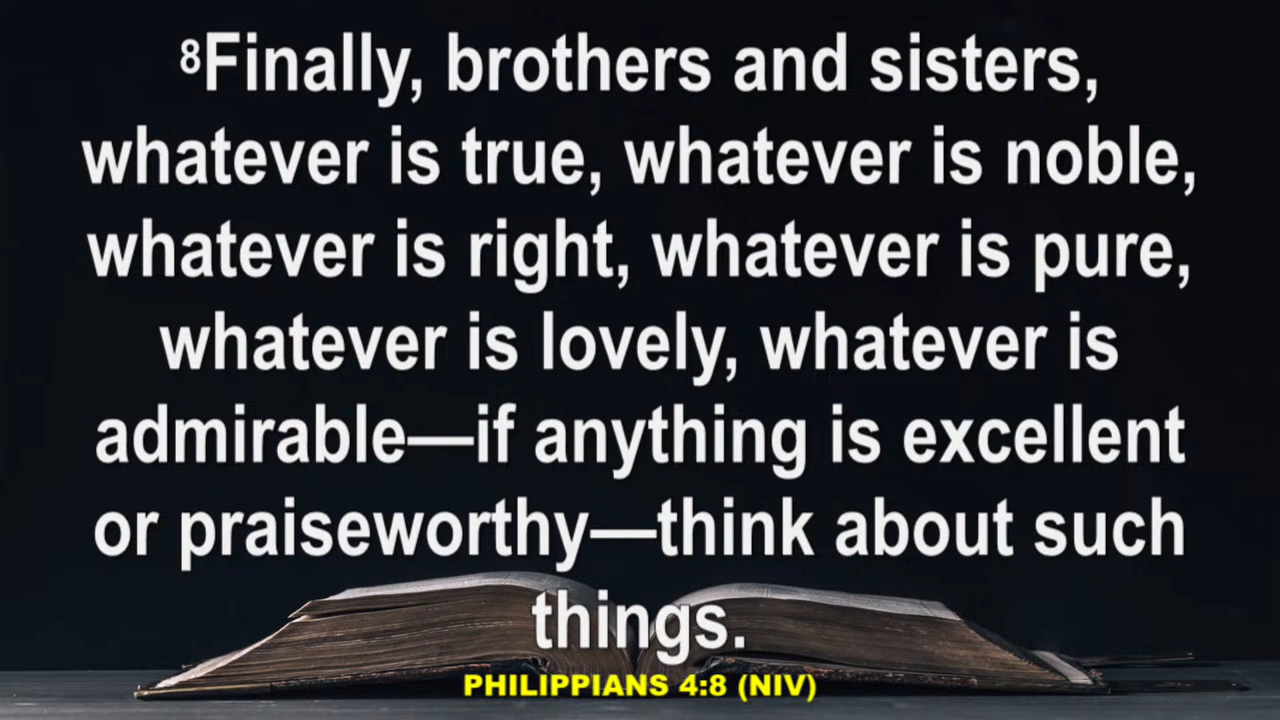 8Finally, brothers and sisters,
whatever is true, whatever is noble,
whatever is right, whatever is pure,
whatever is lovely, whatever is
admirable—if anything is excellent
or praiseworthy—think about such
things.
PHILIPPIANS 4:8 (NIV)